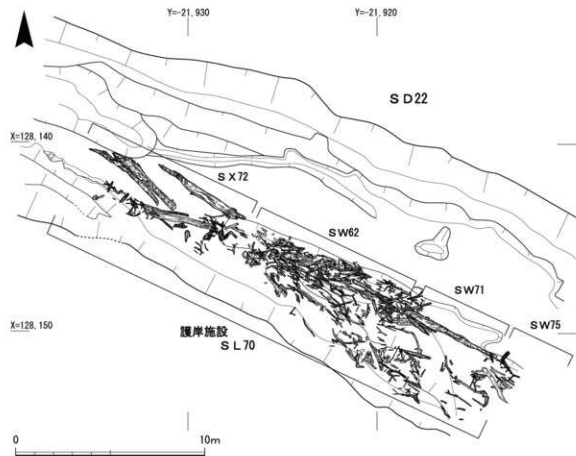 Y=-21,930
Y=-21,920
SD22
X=128,140
SX72
SW62
SW71
SW75
X=128,150
護岸施設
SL70
0
10m